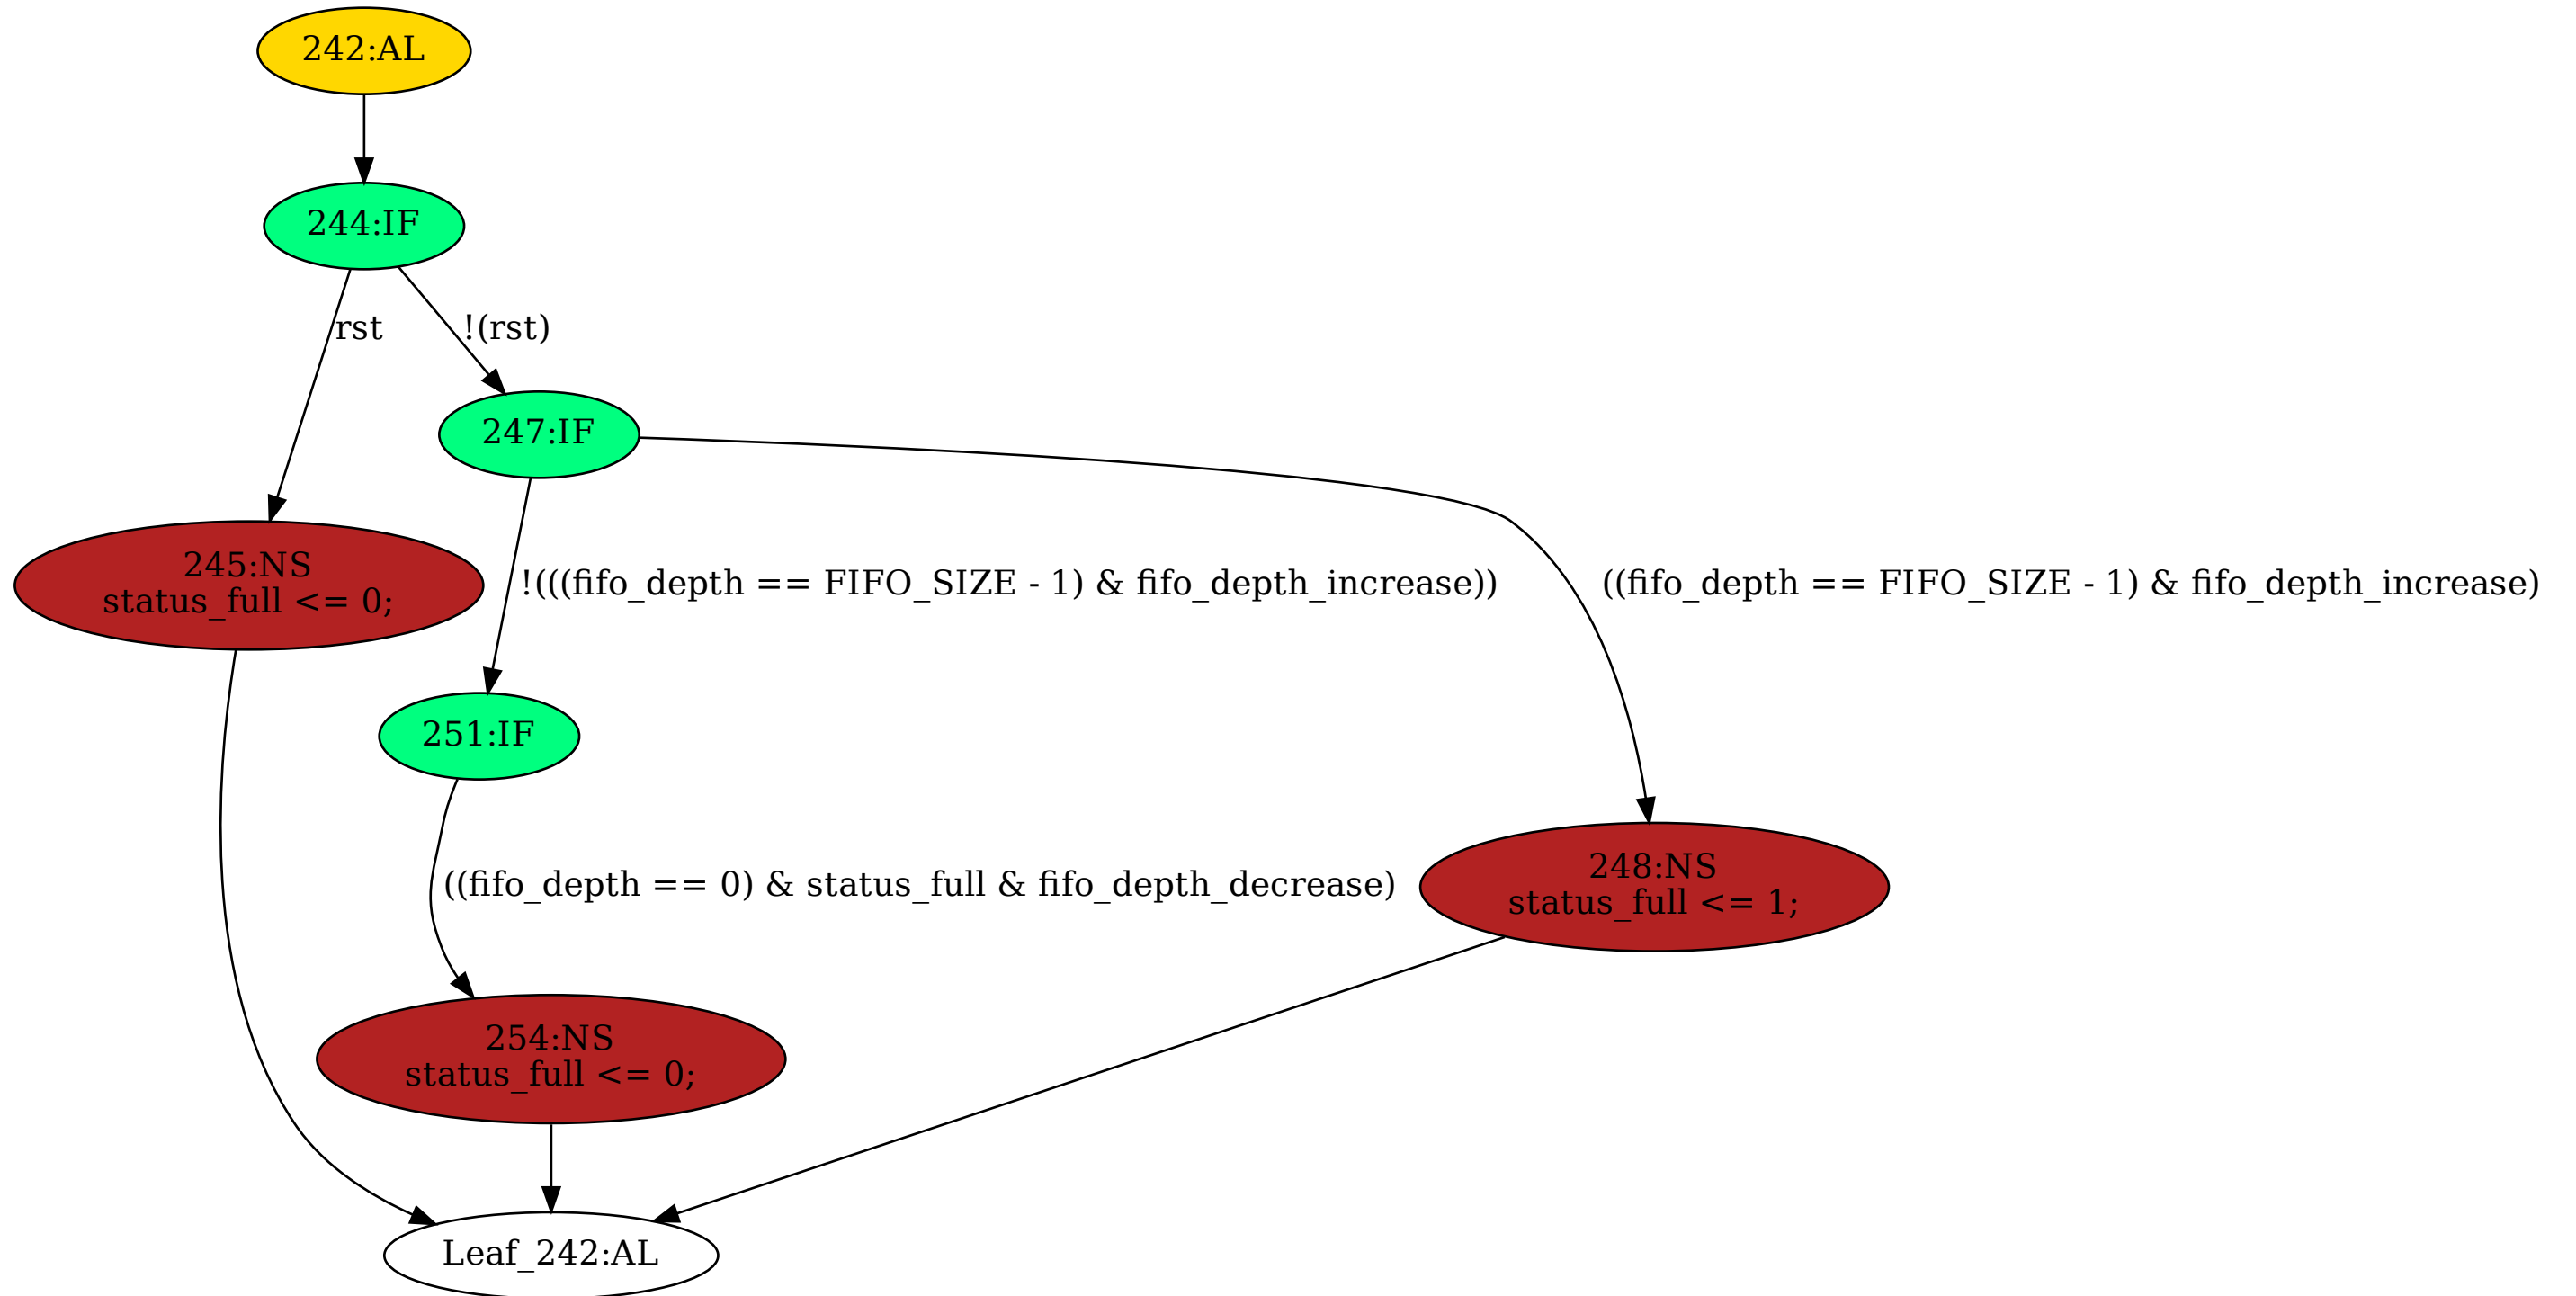 242:AL
244:IF
rst
!(rst)
247:IF
245:NS
status_full <= 0;
!(((fifo_depth == FIFO_SIZE - 1) & fifo_depth_increase))
((fifo_depth == FIFO_SIZE - 1) & fifo_depth_increase)
251:IF
((fifo_depth == 0) & status_full & fifo_depth_decrease)
248:NS
status_full <= 1;
254:NS
status_full <= 0;
Leaf_242:AL